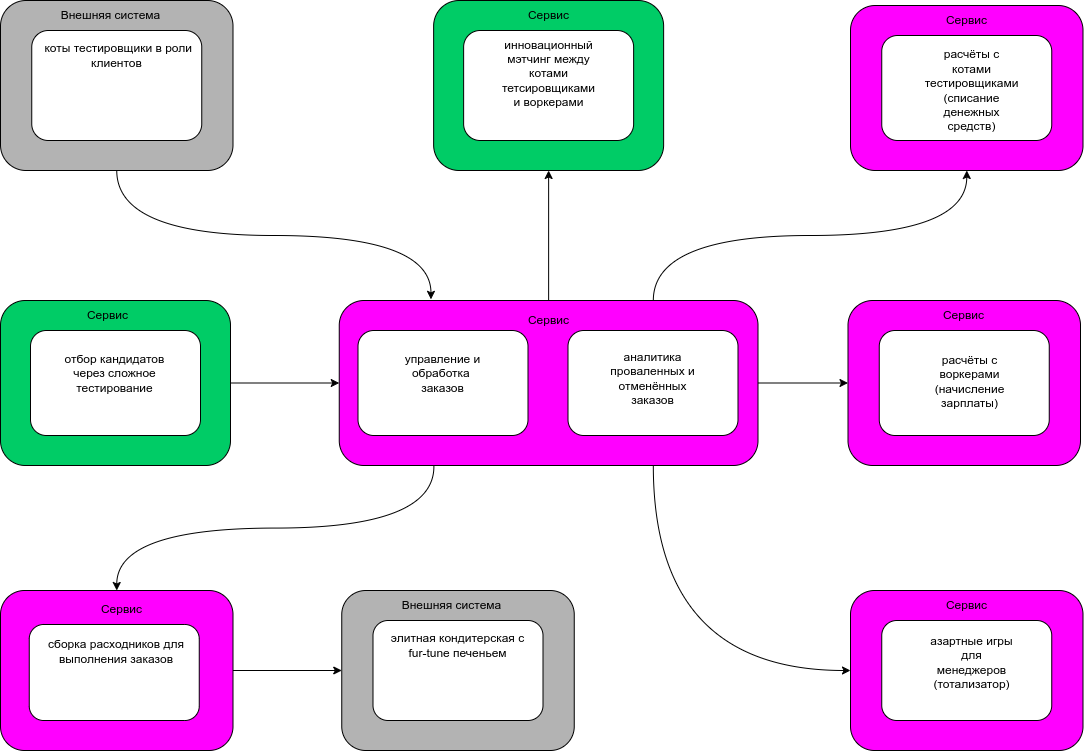 Внешняя система
коты тестировщики в роли
клиентов
Сервис
инновационный
мэтчинг между
котами
тетсировщиками
и воркерами
Сервис
расчёты с
котами
тестировщиками
(списание
денежных
средств)
Сервис
отбор кандидатов
через сложное
тестирование
Сервис
управление и
обработка
заказов
аналитика
проваленных и
отменённых
заказов
Сервис
расчёты с
воркерами
(начисление
зарплаты)
Сервис
сборка расходников для
выполнения заказов
Внешняя система
элитная кондитерская с
fur-tune печеньем
Сервис
азартные игры
для
менеджеров
(тотализатор)